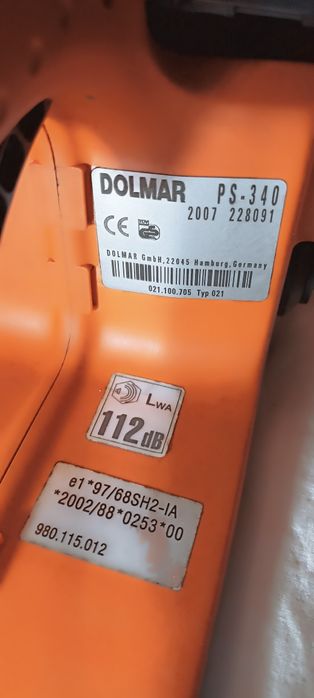 DOLMAR PS-340
2007 228091
CE
DOLMAR GmbH,22045 Hamburg,Germany
021.100.705 Typ 021
LWA
112dB
e1*97/68SH2-IA
*2002/88*0253*00
980.115.012